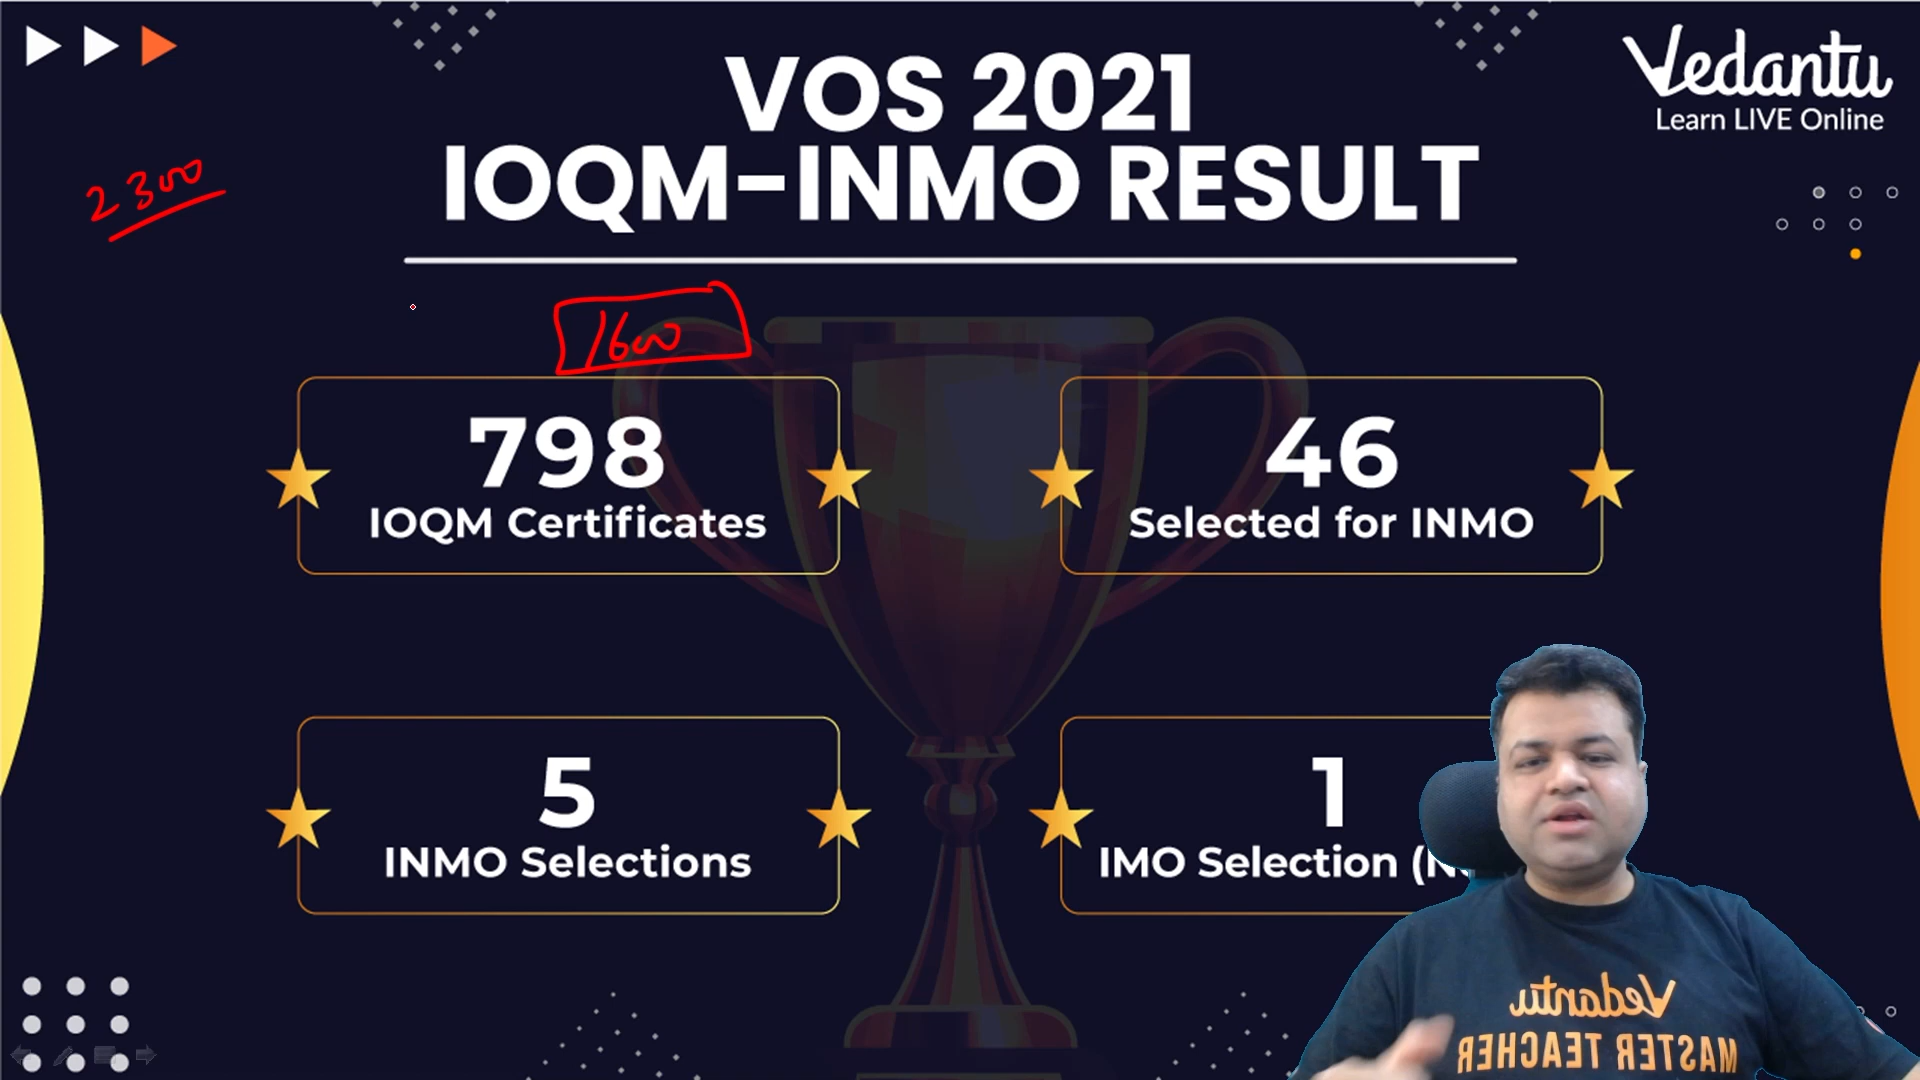 VOS 2021
IOQM-INMO RESULT
Vedantu
Learn LIVE Online
2300
1600
798
IOQM Certificates
46
Selected for INMO
5
INMO Selections
1
IMO Selection
Vedantu
MASTER TEACHER